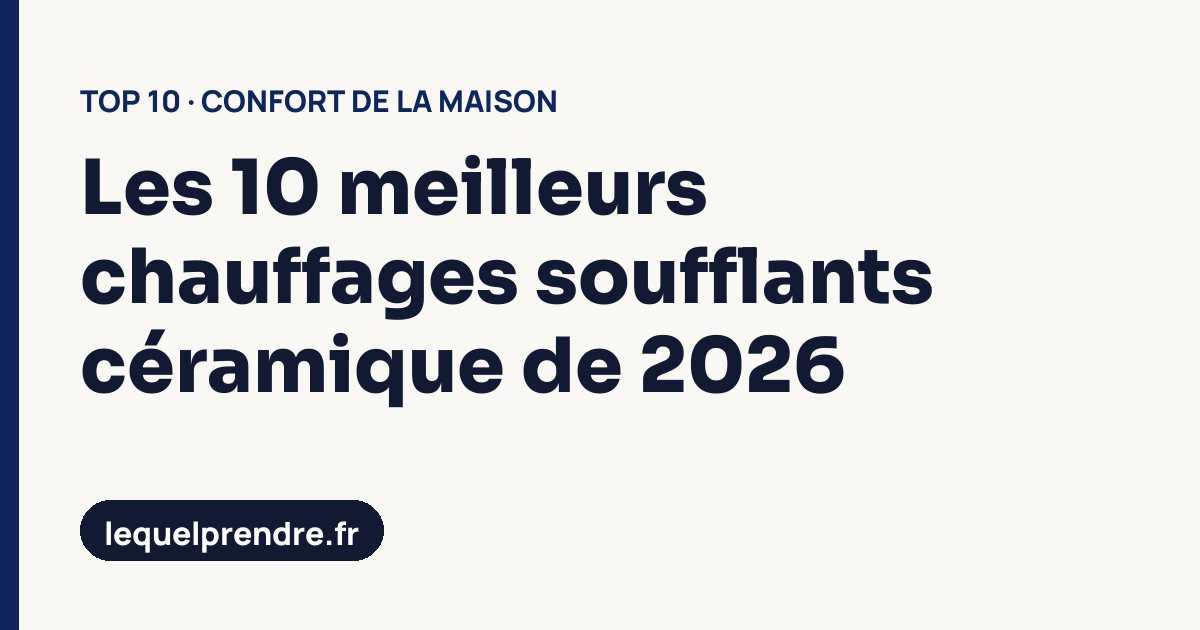 TOP 10 · CONFORT DE LA MAISON
Les 10 meilleurs
chauffages soufflants
céramique de 2026
lequelprendre.fr